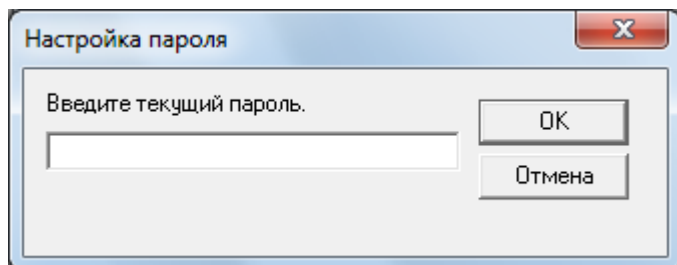 Настройка пароля
Введите текущий пароль.
OK
Отмена